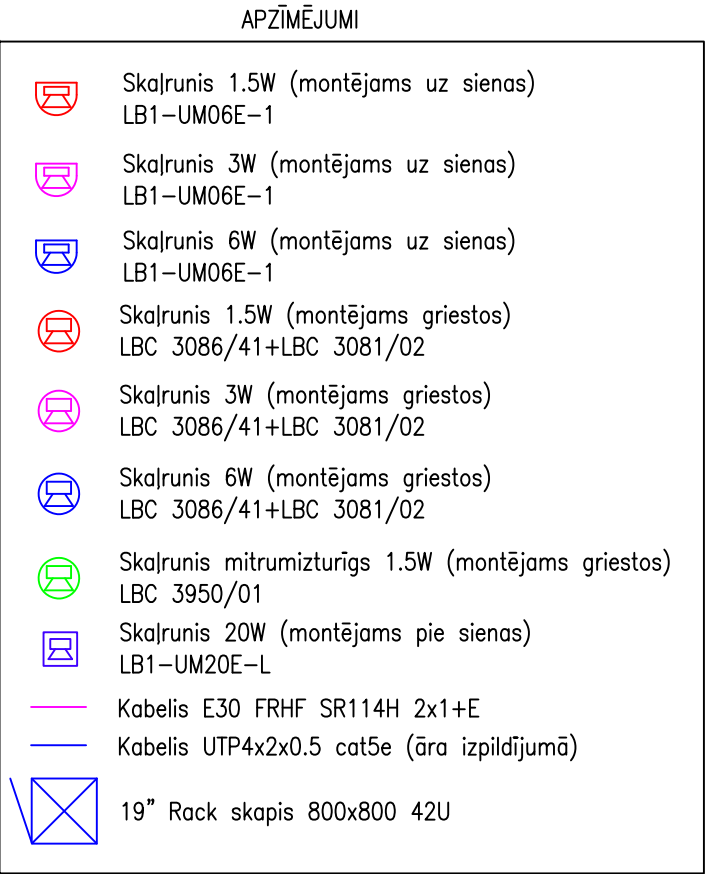 APZĪMĒJUMI
Skaļrunis 1.5W (montējams uz sienas)
LB1-UM06E-1
Skaļrunis 3W (montējams uz sienas)
LB1-UM06E-1
Skaļrunis 6W (montējams uz sienas)
LB1-UM06E-1
Skaļrunis 1.5W (montējams griestos)
LBC 3086/41+LBC 3081/02
Skaļrunis 3W (montējams griestos)
LBC 3086/41+LBC 3081/02
Skaļrunis 6W (montējams griestos)
LBC 3086/41+LBC 3081/02
Skaļrunis mitrumizturīgs 1.5W (montējams griestos)
LBC 3950/01
Skaļrunis 20W (montējams pie sienas)
LB1-UM20E-L
Kabelis E30 FRHF SR114H 2x1+E
Kabelis UTP4x2x0.5 cat5e (āra izpildījumā)
19" Rack skapis 800x800 42U